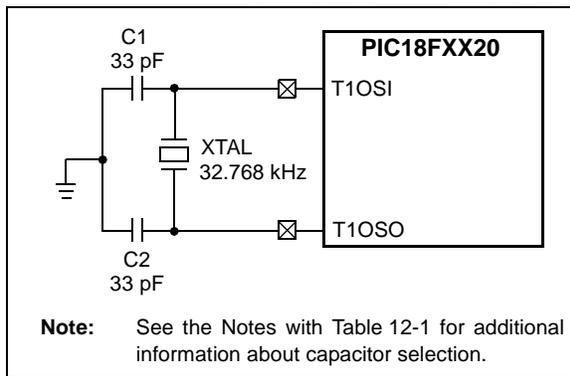 C1
33 pF
PIC18FXX20
T1OSI
XTAL
32.768 kHz
T1OSO
C2
33 pF
Note: See the Notes with Table 12-1 for additional
information about capacitor selection.